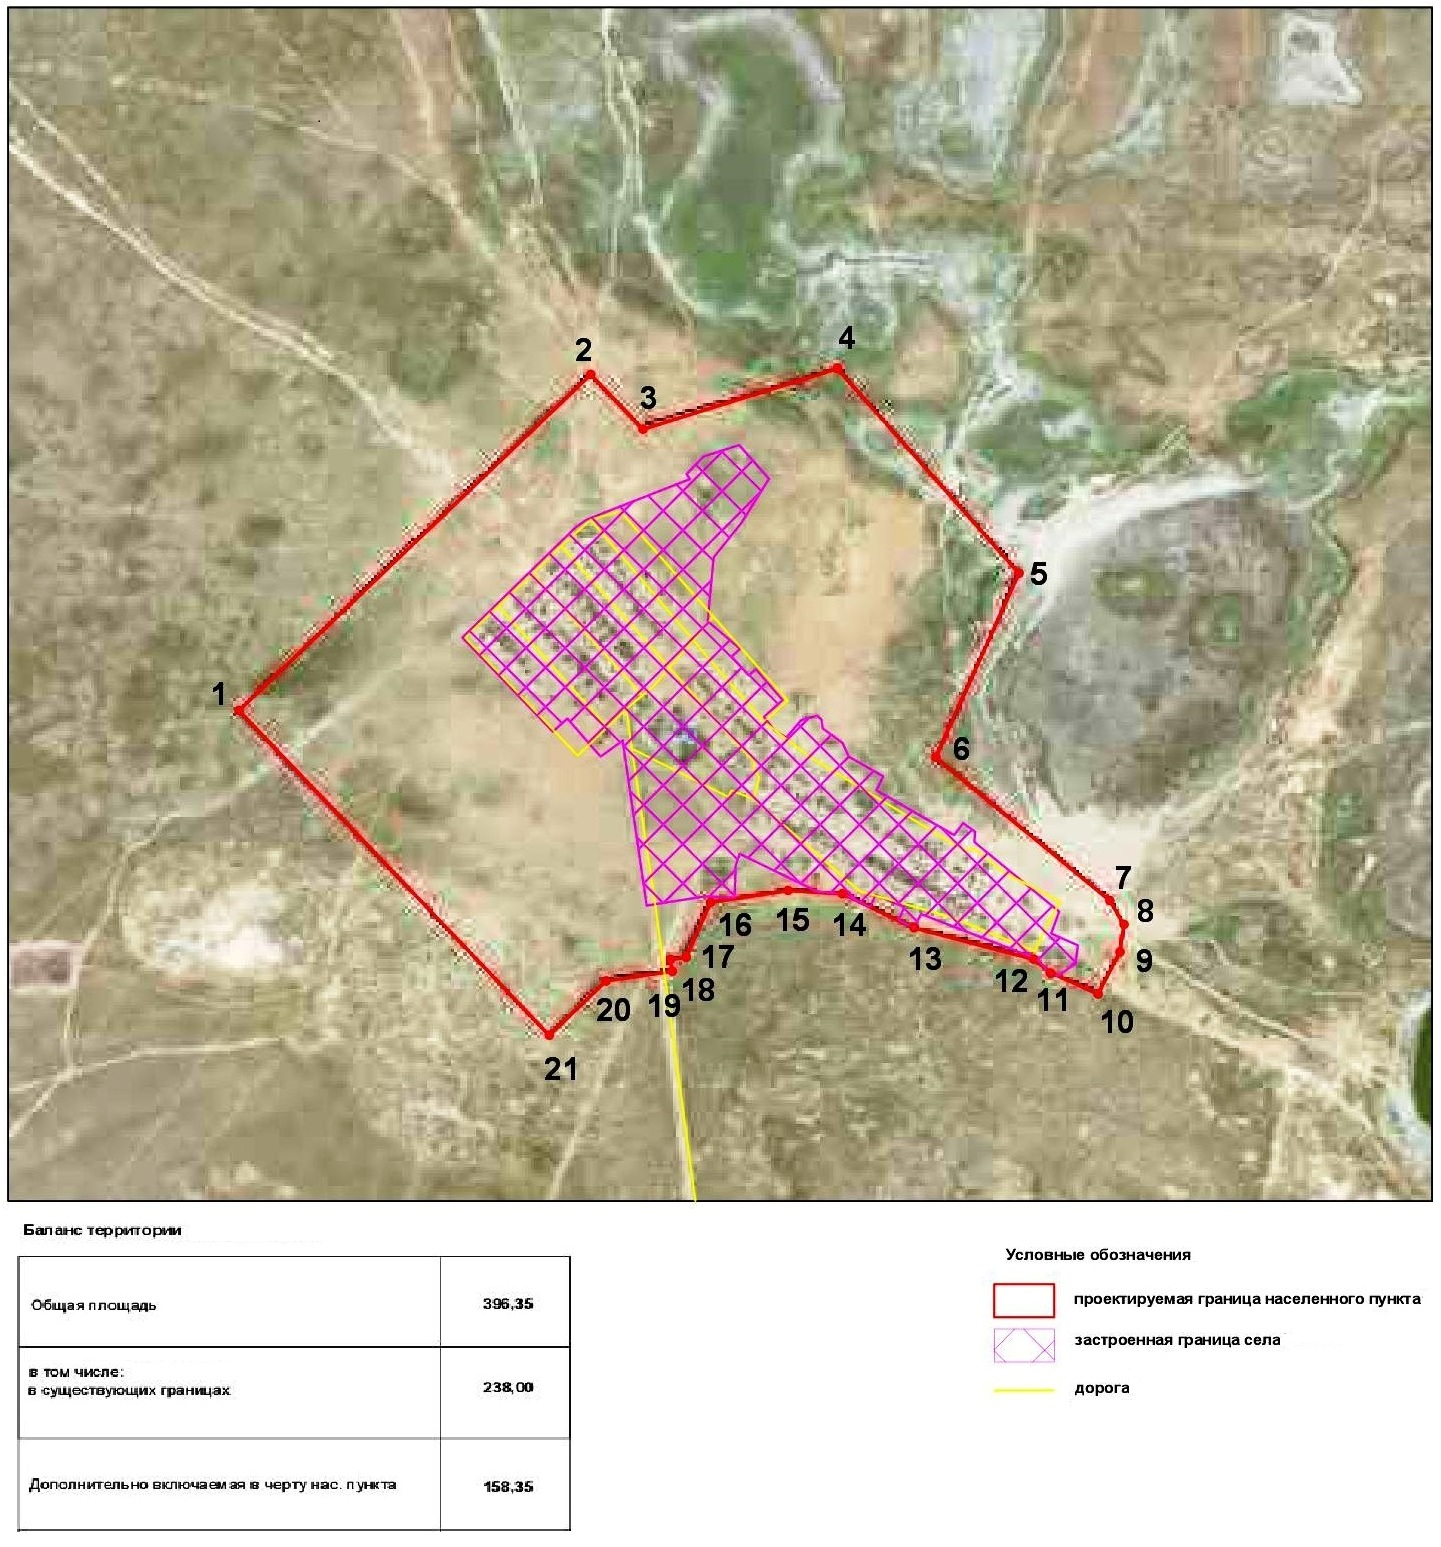 2
4
3
5
1
6
7
8
16
15
14
13
17
9
12
18
11
19
20
10
21
Баланс территории
Общая площадь
396,35
в том числе:
в существующих границах
238,00
Дополнительно включаемая в черту нас. пункта
158,35
Условные обозначения
проектируемая граница населенного пункта
застроенная граница села
дорога